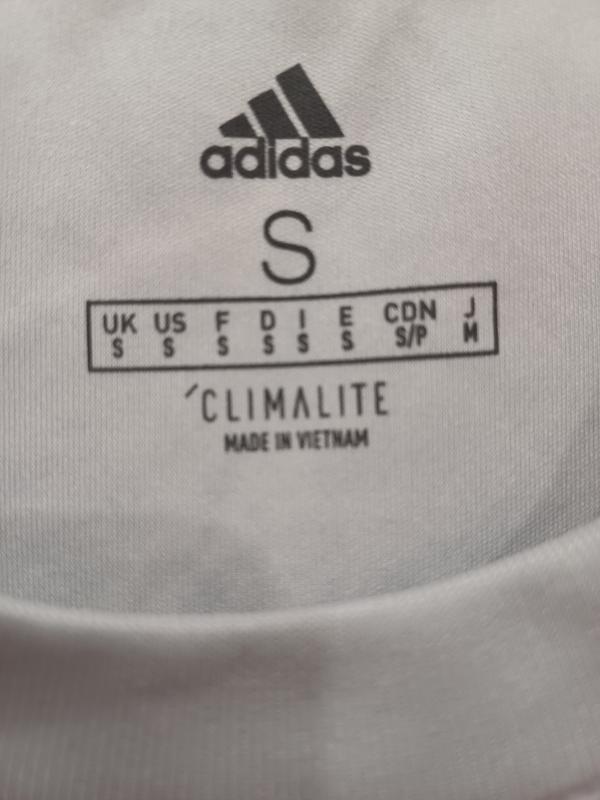 adidas
S
UK US F D I E CDN J
S S S S S S S/P M
CLIMALITE
MADE IN VIETNAM